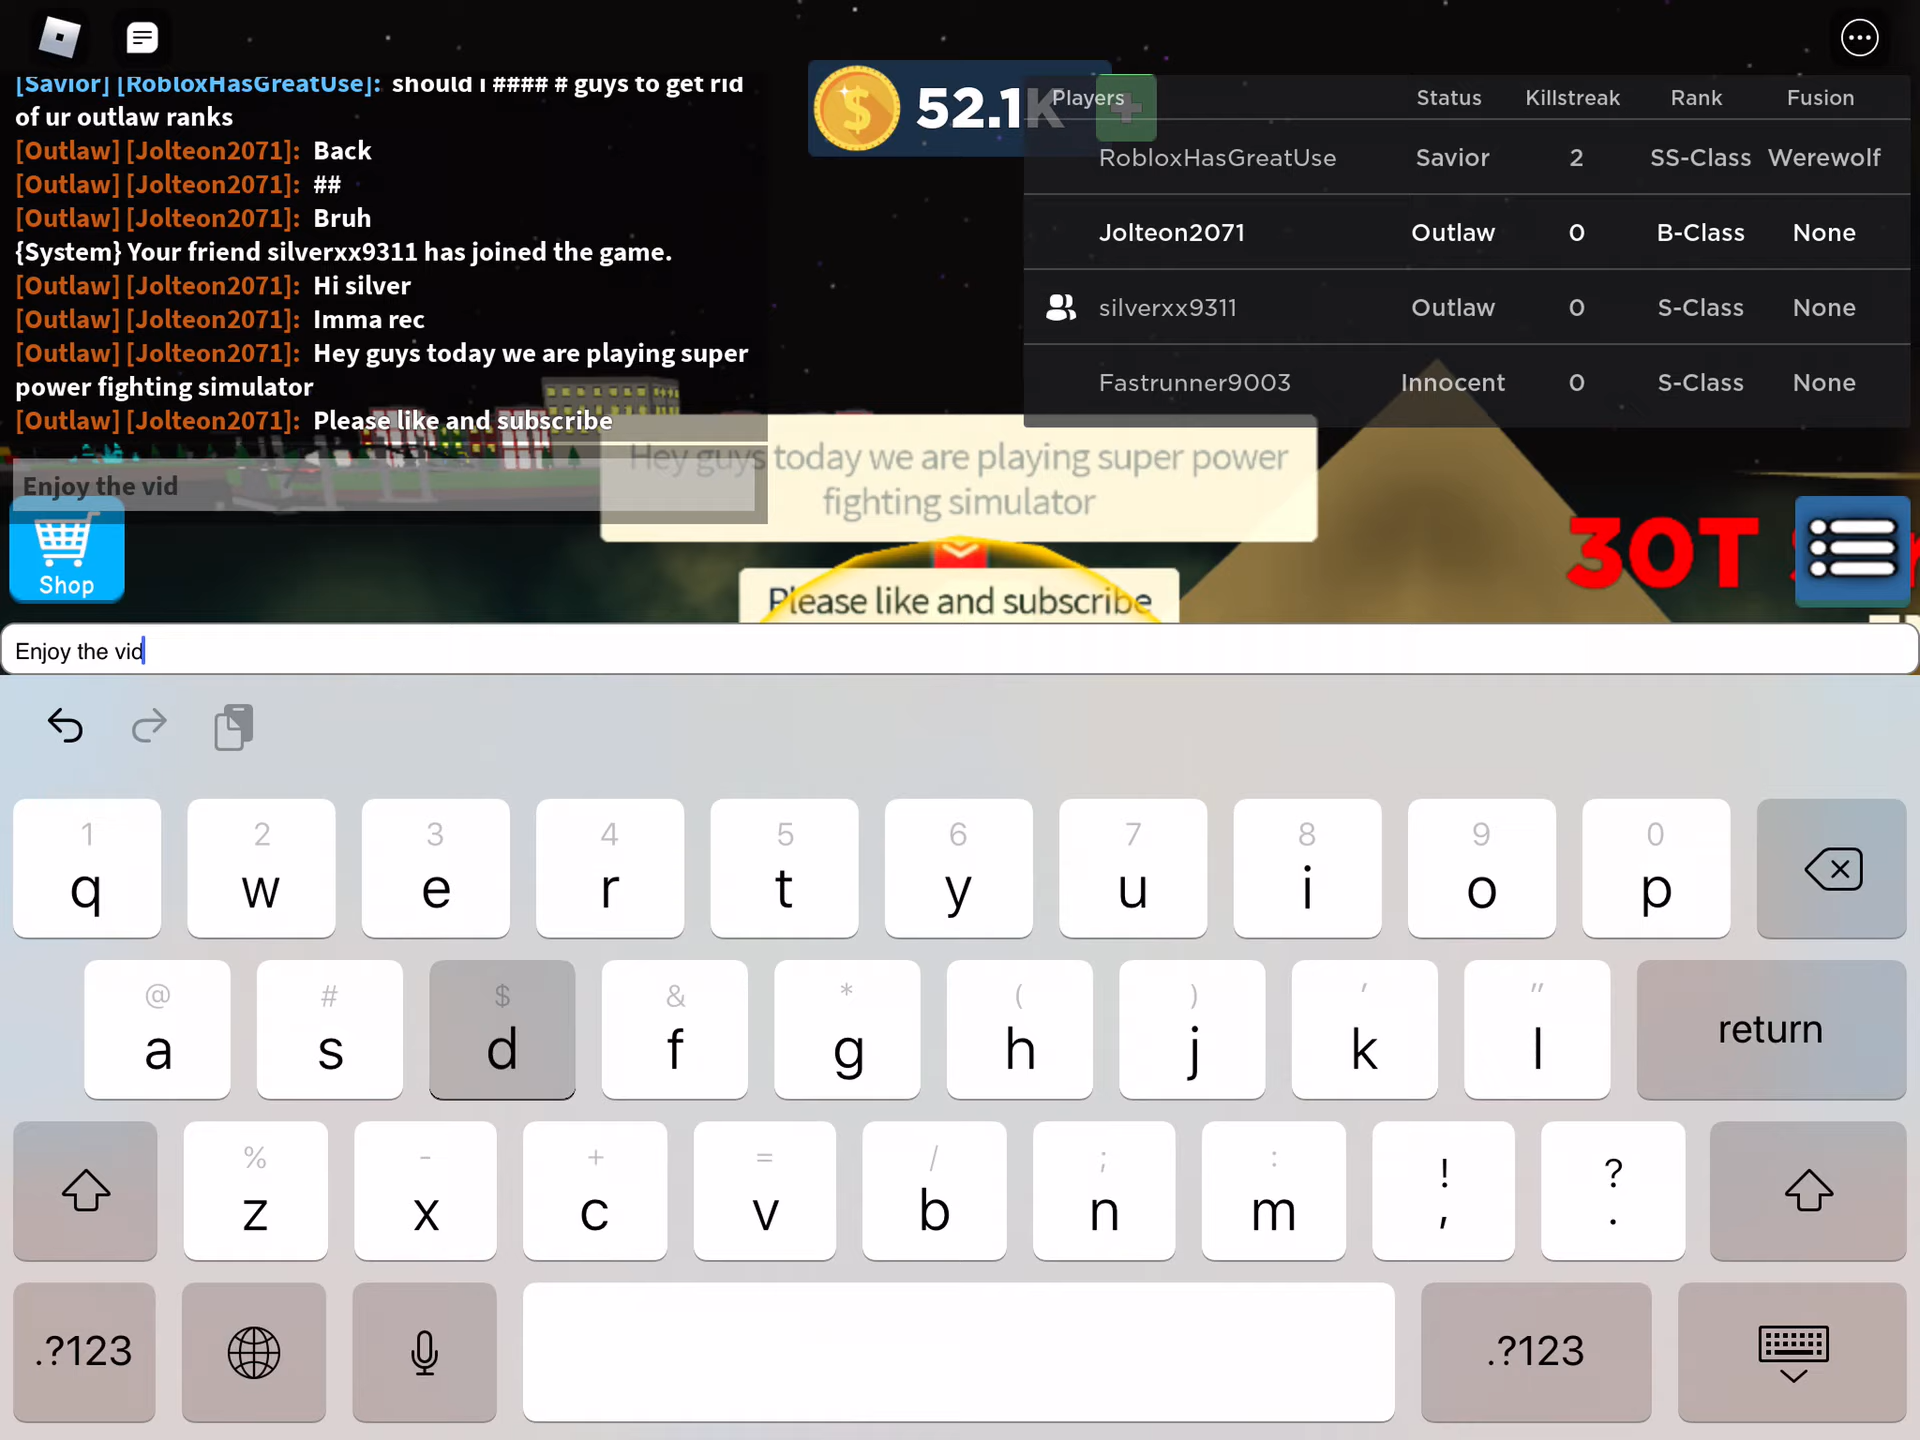 [Savior] [RobloxHasGreatUse]: should i #### # guys to get rid
of ur outlaw ranks
[Outlaw] [Jolteon2071]: Back
[Outlaw] [Jolteon2071]: ##
[Outlaw] [Jolteon2071]: Bruh
{System} Your friend silverxx9311 has joined the game.
[Outlaw] [Jolteon2071]: Hi silver
[Outlaw] [Jolteon2071]: Imma rec
[Outlaw] [Jolteon2071]: Hey guys today we are playing super
power fighting simulator
[Outlaw] [Jolteon2071]: Please like and subscribe
Enjoy the vid
52.1K +
Players Status Killstreak Rank Fusion
RobloxHasGreatUse Savior 2 SS-Class Werewolf
Jolteon2071 Outlaw 0 B-Class None
silverxx9311 Outlaw 0 S-Class None
Fastrunner9003 Innocent 0 S-Class None
Hey guys today we are playing super power
fighting simulator
Please like and subscribe
30T
Shop
Enjoy the vid
1 2 3 4 5 6 7 8 9 0
q w e r t y u i o p
@ # $ & * ( ) ' "
a s d f g h j k l return
% - + = / ; : ! ?
z x c v b n m , .
.?123 .?123